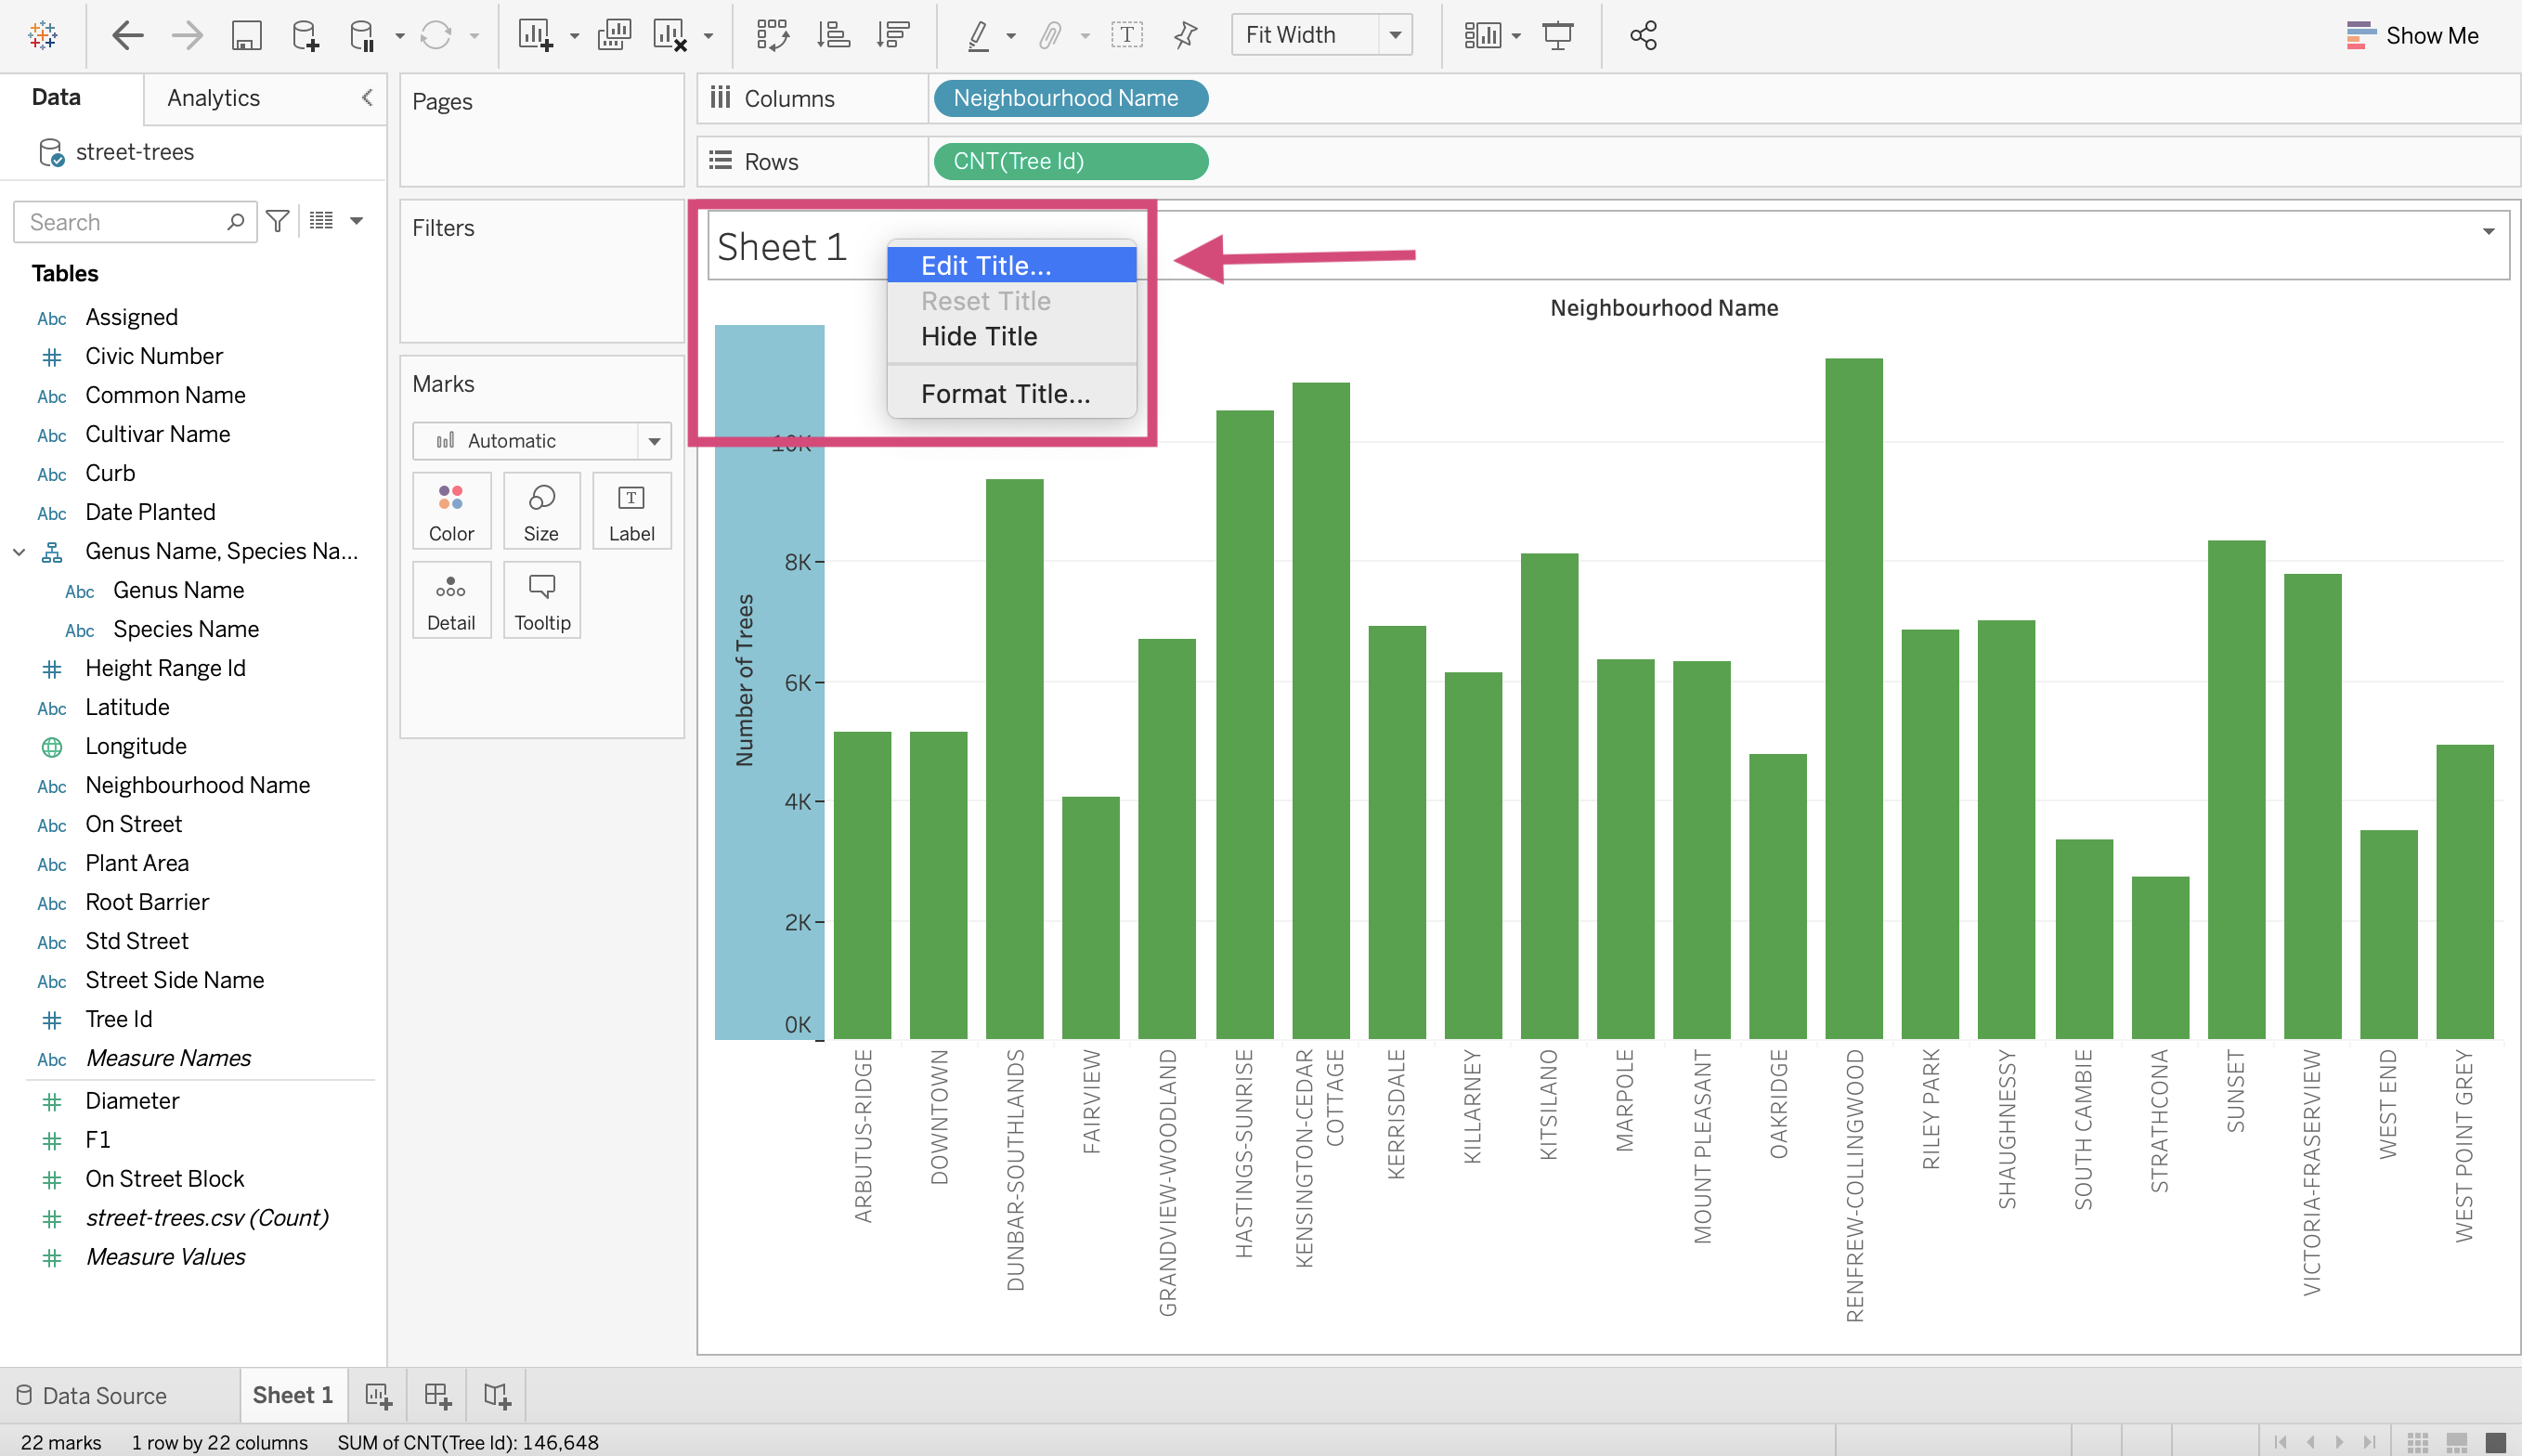 Fit Width
Show Me
Data
Analytics
street-trees
Search
Tables
Abc Assigned
Civic Number
Abc Common Name
Abc Cultivar Name
Abc Curb
Abc Date Planted
Genus Name, Species Na...
Abc Genus Name
Abc Species Name
Height Range Id
Abc Latitude
Longitude
Abc Neighbourhood Name
Abc On Street
Abc Plant Area
Abc Root Barrier
Abc Std Street
Abc Street Side Name
Tree Id
Abc Measure Names
Diameter
F1
On Street Block
street-trees.csv (Count)
Measure Values
Pages
Filters
Marks
Automatic
Color
Size
T
Label
Detail
Tooltip
Columns
Neighbourhood Name
Rows
CNT(Tree Id)
Sheet 1
Edit Title...
Reset Title
Hide Title
Format Title...
Neighbourhood Name
Number of Trees
10K
8K
6K
4K
2K
0K
ARBUTUS-RIDGE
DOWNTOWN
DUNBAR-SOUTHLANDS
FAIRVIEW
GRANDVIEW-WOODLAND
HASTINGS-SUNRISE
KENSINGTON-CEDAR
COTTAGE
KERRISDALE
KILLARNEY
KITSILANO
MARPOLE
MOUNT PLEASANT
OAKRIDGE
RENFREW-COLLINGWOOD
RILEY PARK
SHAUGHNESSY
SOUTH CAMBIE
STRATHCONA
SUNSET
VICTORIA-FRASERVIEW
WEST END
WEST POINT GREY
Data Source
Sheet 1
22 marks
1 row by 22 columns
SUM of CNT(Tree Id): 146,648